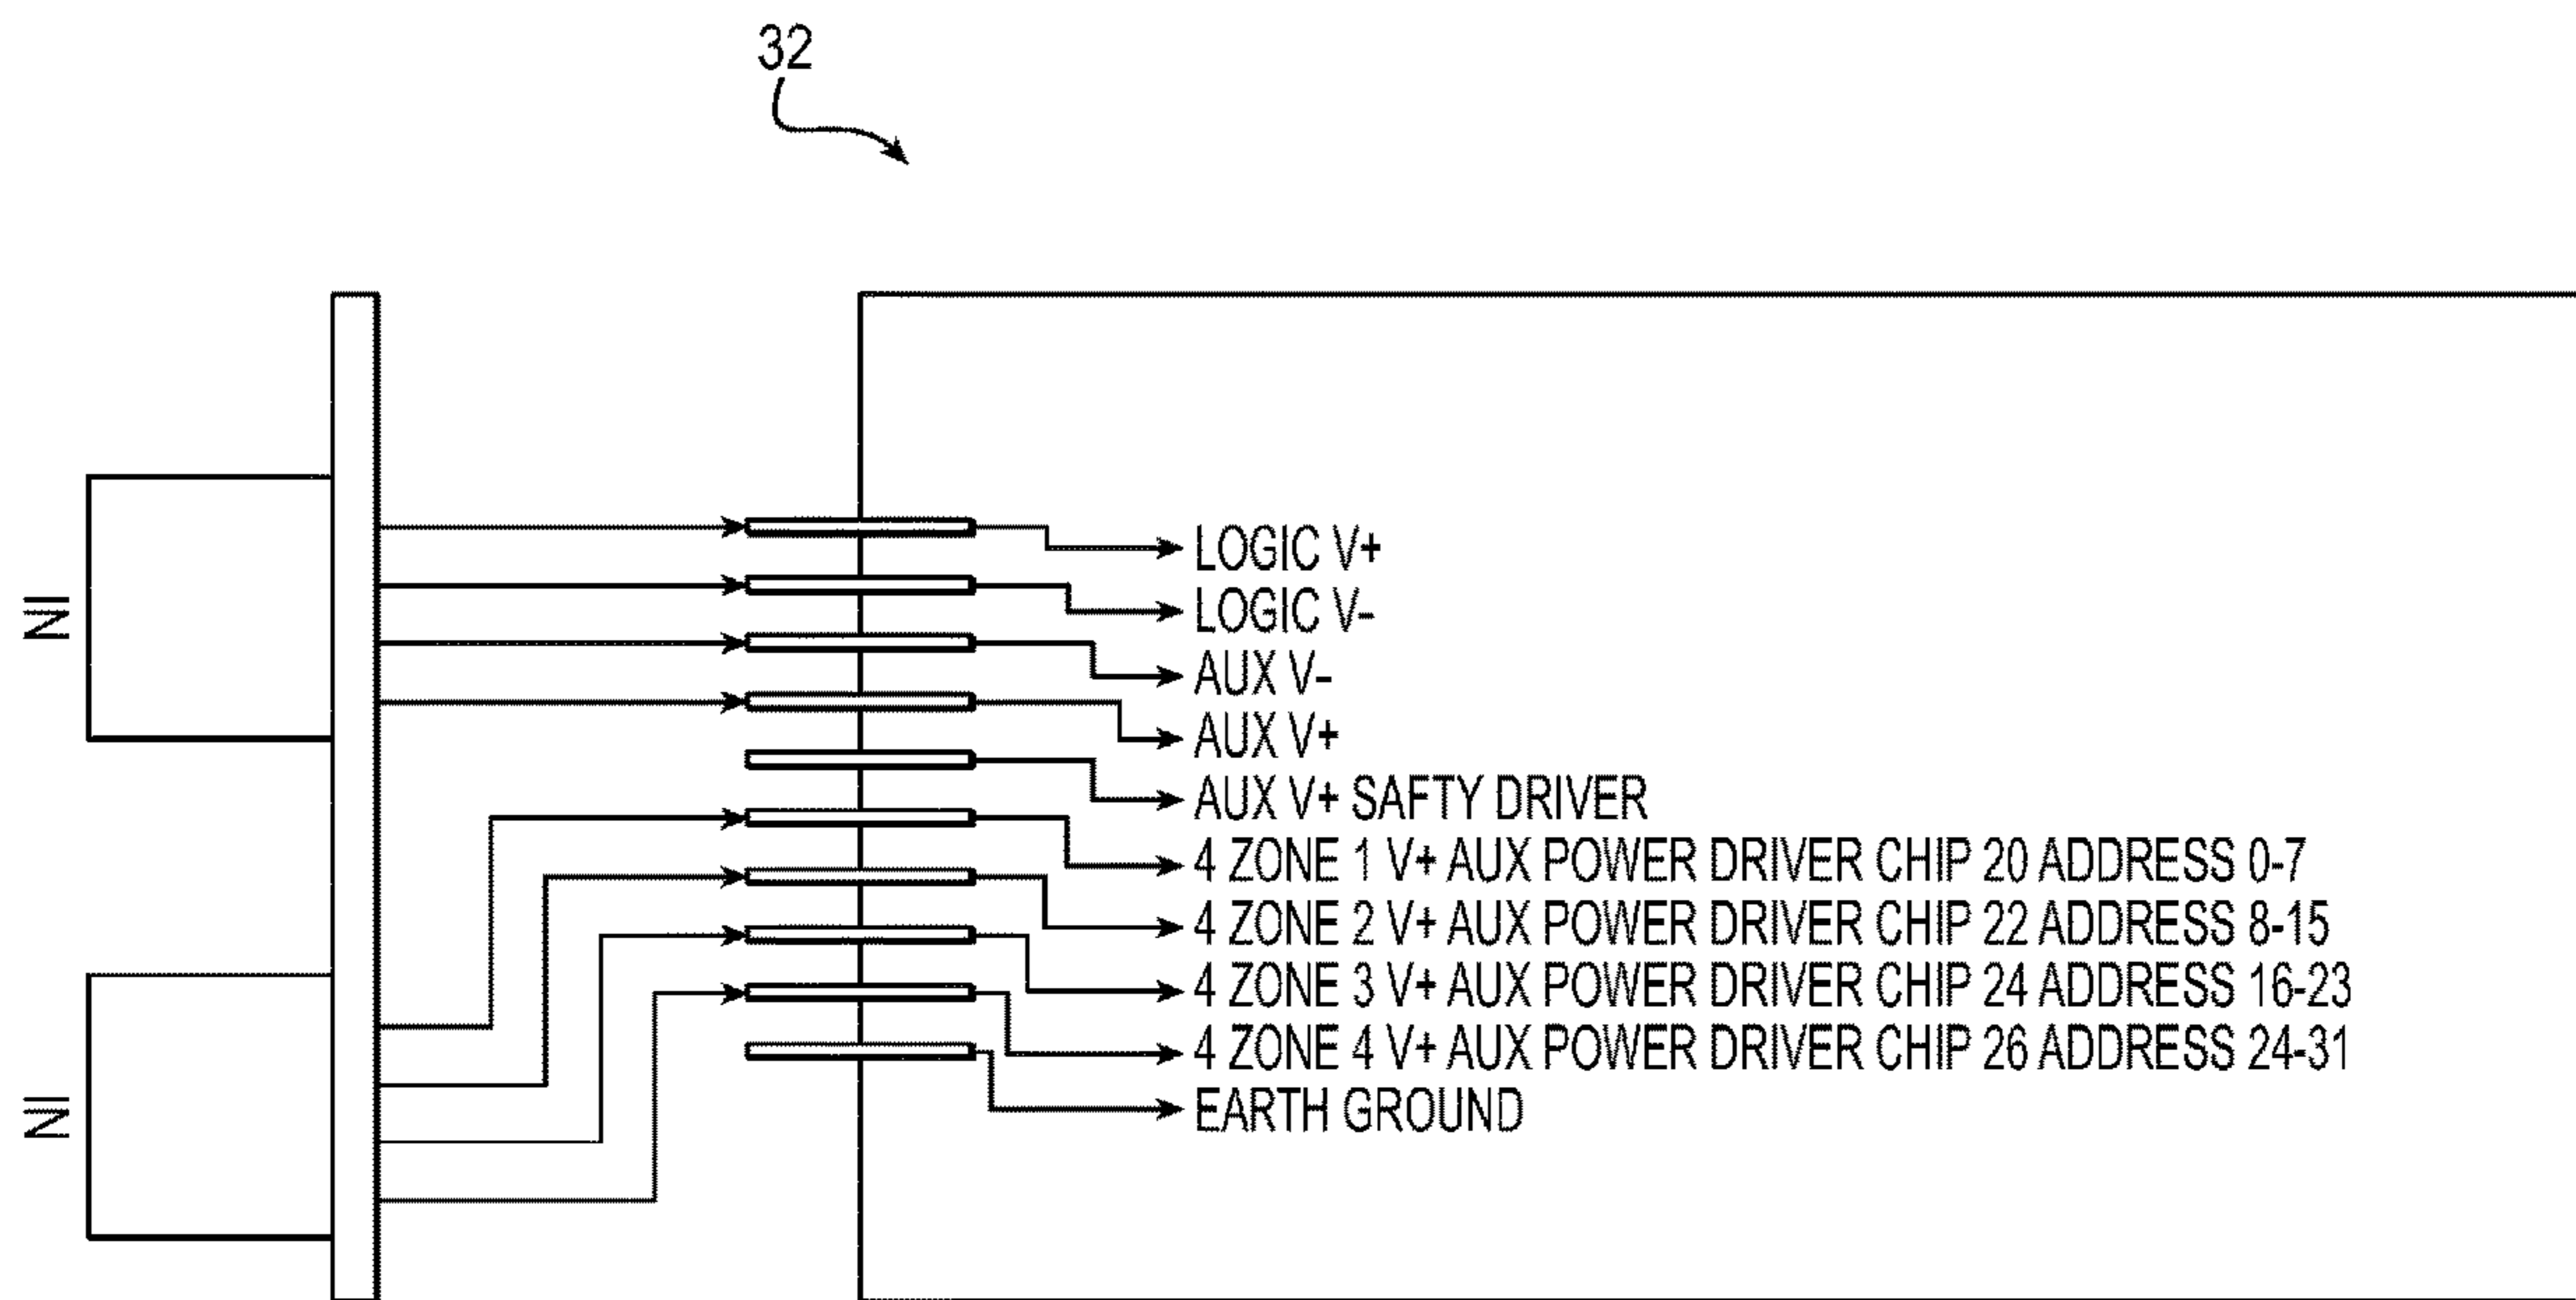 32
LOGIC V+
LOGIC V-
AUX V-
AUX V+
AUX V+ SAFTY DRIVER
4 ZONE 1 V+ AUX POWER DRIVER CHIP 20 ADDRESS 0-7
4 ZONE 2 V+ AUX POWER DRIVER CHIP 22 ADDRESS 8-15
4 ZONE 3 V+ AUX POWER DRIVER CHIP 24 ADDRESS 16-23
4 ZONE 4 V+ AUX POWER DRIVER CHIP 26 ADDRESS 24-31
EARTH GROUND
IN
IN